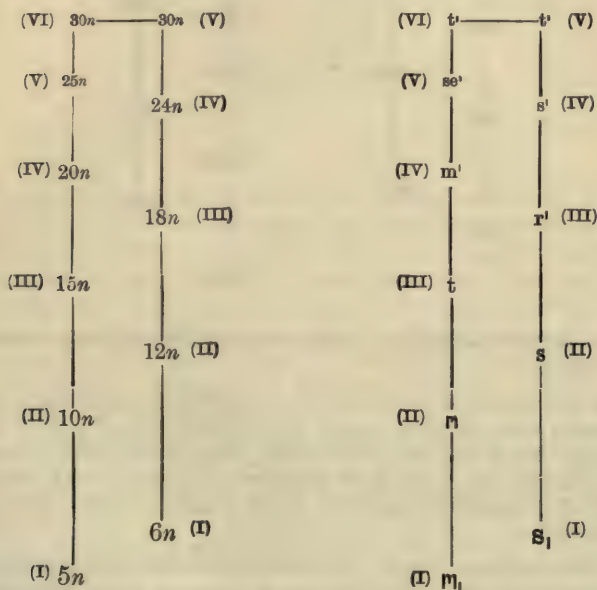 (VI) 30n 30n (V)
(V) 25n
24n (IV)
(IV) 20n
18n (III)
(III) 15n
12n (II)
(II) 10n
6n (I)
(I) 5n
(VI) t' t' (V)
(V) se'
s' (IV)
(IV) m'
r' (III)
(III) t
s (II)
(II) m
s₁ (I)
(I) m₁